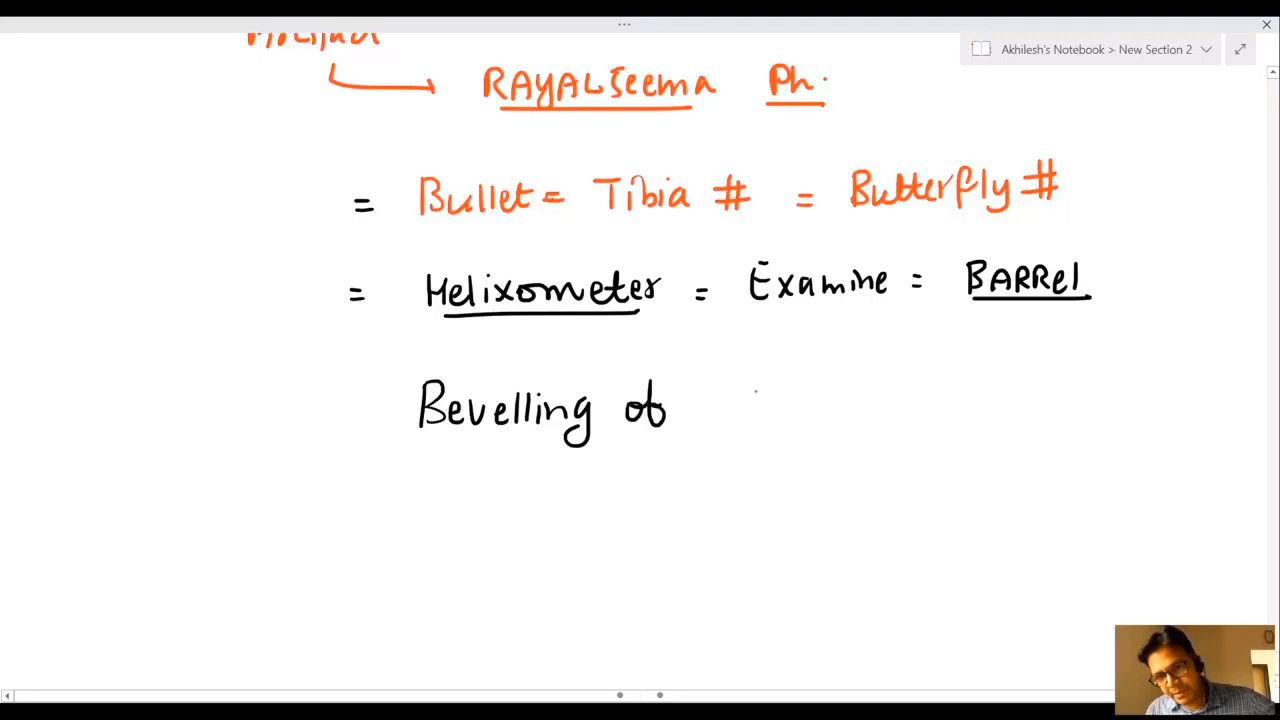 Akhilesh's Notebook > New Section 2
RAYALSeema Ph.
= Bullet = Tibia # = Butterfly #
= Helixometer = Examine = BARRel
Bevelling of